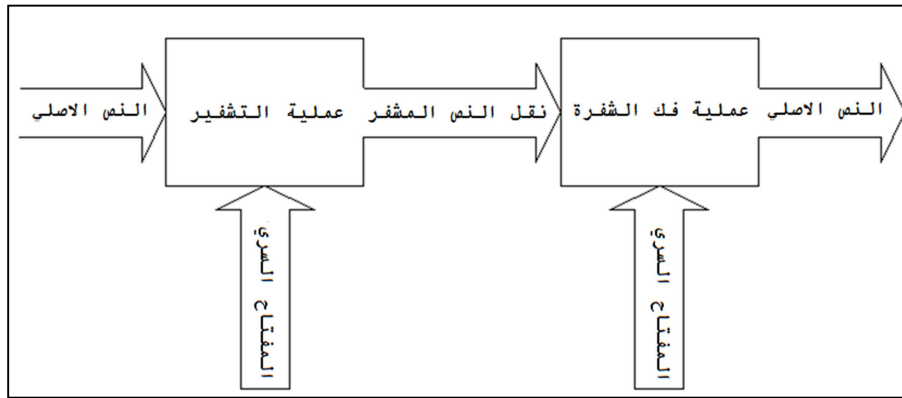 النص الاصلي
عملية التشفير
نقل النص المشفر
عملية فك الشفرة
النص الاصلي
المفتاح السري
المفتاح السري